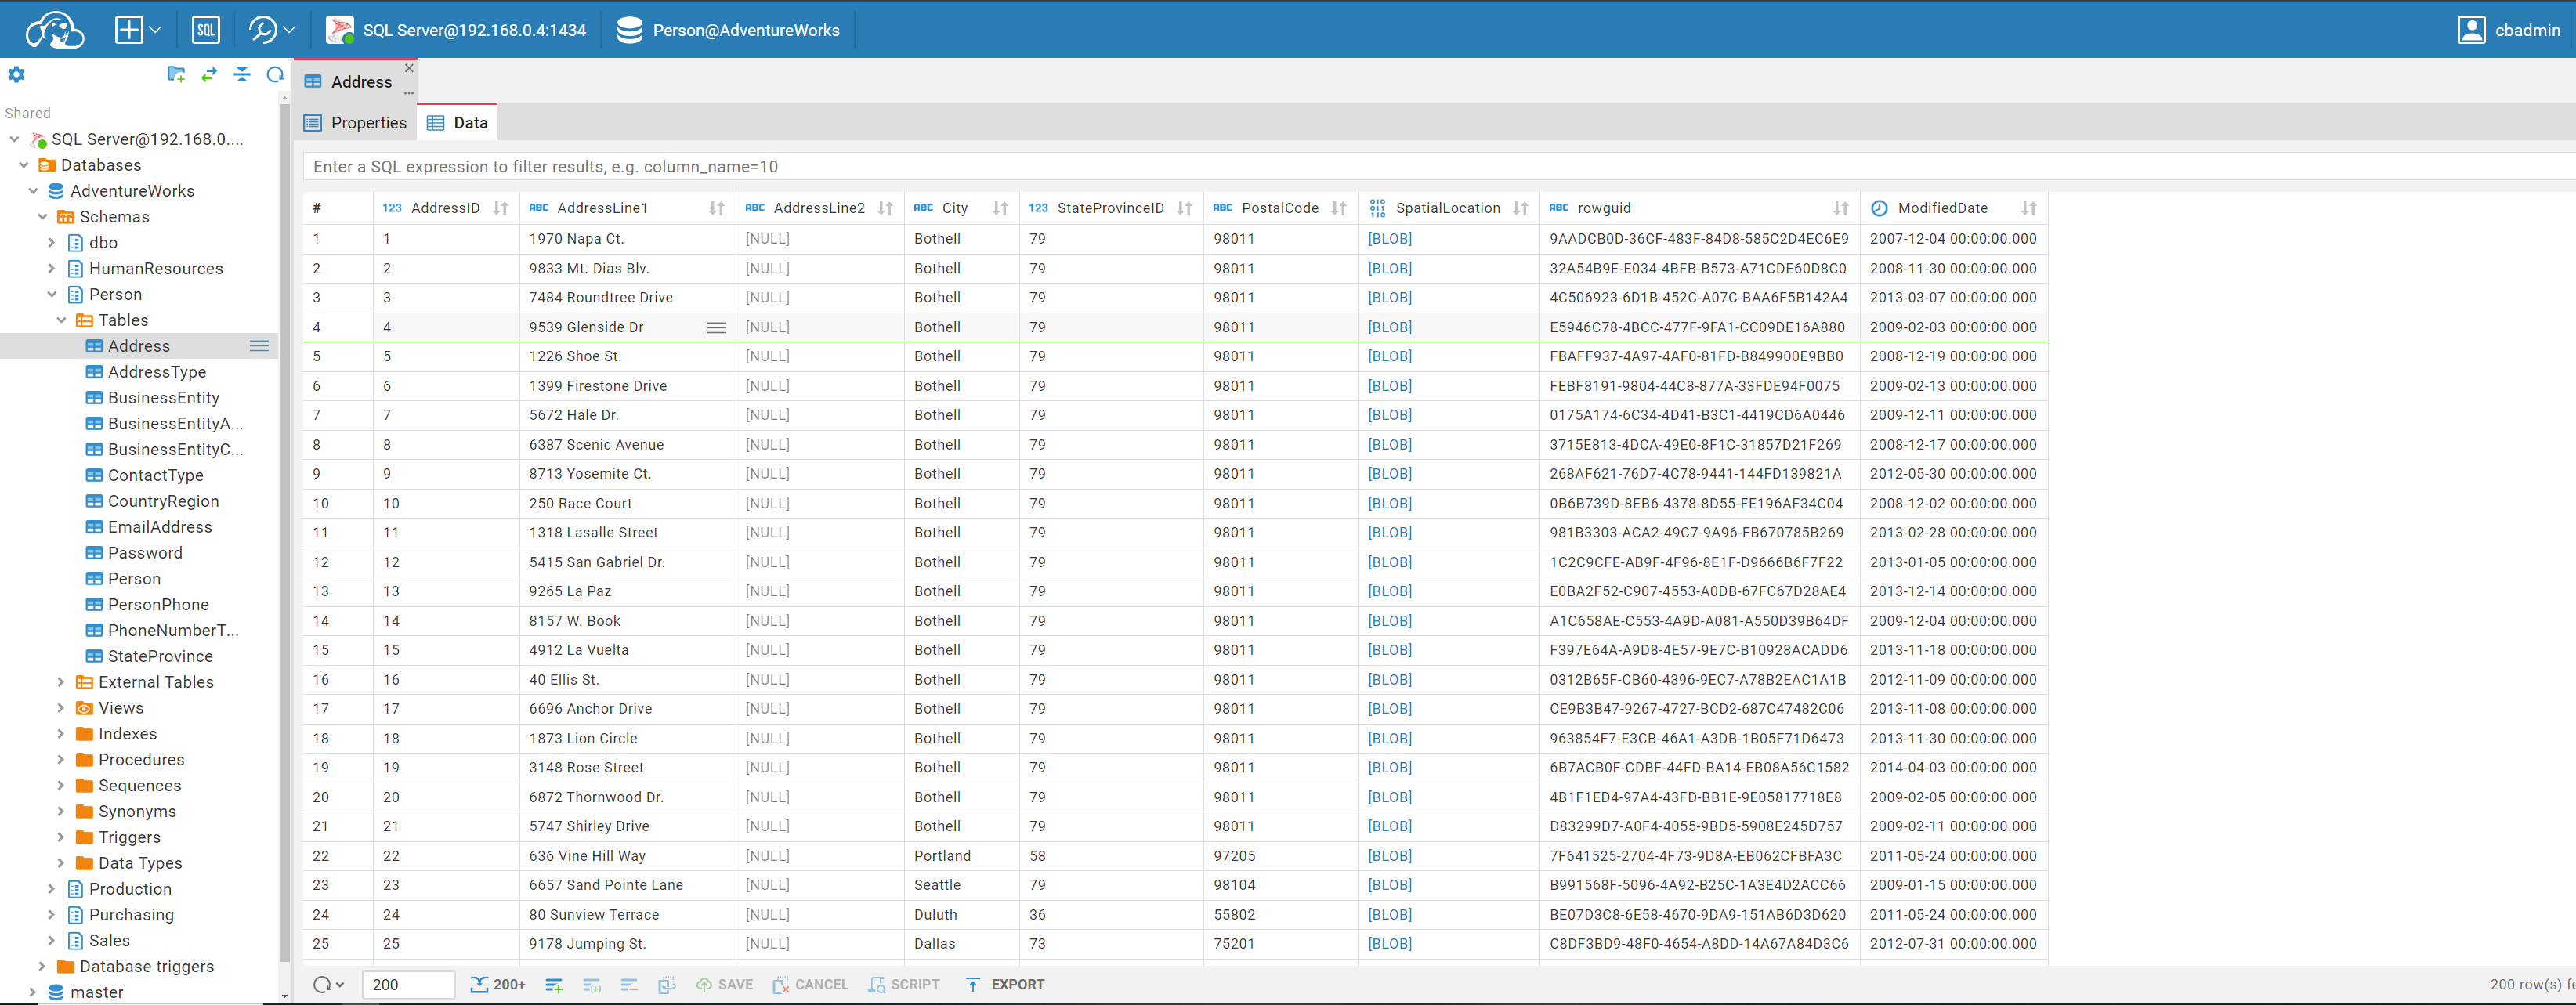 SQL SQL Server@192.168.0.4:1434 Person@AdventureWorks cbadmin
Address
Properties Data
Enter a SQL expression to filter results, e.g. column_name=10
Shared
SQL Server@192.168.0....
Databases
AdventureWorks
Schemas
dbo
HumanResources
Person
Tables
Address
AddressType
BusinessEntity
BusinessEntityA...
BusinessEntityC...
ContactType
CountryRegion
EmailAddress
Password
Person
PersonPhone
PhoneNumberT...
StateProvince
External Tables
Views
Indexes
Procedures
Sequences
Synonyms
Triggers
Data Types
Production
Purchasing
Sales
Database triggers
master
# 123 AddressID ABC AddressLine1 ABC AddressLine2 ABC City 123 StateProvinceID ABC PostalCode 010 011 110 SpatialLocation ABC rowguid ModifiedDate
1 1 1970 Napa Ct. [NULL] Bothell 79 98011 [BLOB] 9AADCB0D-36CF-483F-84D8-585C2D4EC6E9 2007-12-04 00:00:00.000
2 2 9833 Mt. Dias Blv. [NULL] Bothell 79 98011 [BLOB] 32A54B9E-E034-4BFB-B573-A71CDE60D8C0 2008-11-30 00:00:00.000
3 3 7484 Roundtree Drive [NULL] Bothell 79 98011 [BLOB] 4C506923-6D1B-452C-A07C-BAA6F5B142A4 2013-03-07 00:00:00.000
4 4 9539 Glenside Dr [NULL] Bothell 79 98011 [BLOB] E5946C78-4BCC-477F-9FA1-CC09DE16A880 2009-02-03 00:00:00.000
5 5 1226 Shoe St. [NULL] Bothell 79 98011 [BLOB] FBAFF937-4A97-4AF0-81FD-B849900E9BB0 2008-12-19 00:00:00.000
6 6 1399 Firestone Drive [NULL] Bothell 79 98011 [BLOB] FEBF8191-9804-44C8-877A-33FDE94F0075 2009-02-13 00:00:00.000
7 7 5672 Hale Dr. [NULL] Bothell 79 98011 [BLOB] 0175A174-6C34-4D41-B3C1-4419CD6A0446 2009-12-11 00:00:00.000
8 8 6387 Scenic Avenue [NULL] Bothell 79 98011 [BLOB] 3715E813-4DCA-49E0-8F1C-31857D21F269 2008-12-17 00:00:00.000
9 9 8713 Yosemite Ct. [NULL] Bothell 79 98011 [BLOB] 268AF621-76D7-4C78-9441-144FD139821A 2012-05-30 00:00:00.000
10 10 250 Race Court [NULL] Bothell 79 98011 [BLOB] 0B6B739D-8EB6-4378-8D55-FE196AF34C04 2008-12-02 00:00:00.000
11 11 1318 Lasalle Street [NULL] Bothell 79 98011 [BLOB] 981B3303-ACA2-49C7-9A96-FB670785B269 2013-02-28 00:00:00.000
12 12 5415 San Gabriel Dr. [NULL] Bothell 79 98011 [BLOB] 1C2C9CFE-AB9F-4F96-8E1F-D9666B6F7F22 2013-01-05 00:00:00.000
13 13 9265 La Paz [NULL] Bothell 79 98011 [BLOB] E0BA2F52-C907-4553-A0DB-67FC67D28AE4 2013-12-14 00:00:00.000
14 14 8157 W. Book [NULL] Bothell 79 98011 [BLOB] A1C658AE-C553-4A9D-A081-A550D39B64DF 2009-12-04 00:00:00.000
15 15 4912 La Vuelta [NULL] Bothell 79 98011 [BLOB] F397E64A-A9D8-4E57-9E7C-B10928ACADD6 2013-11-18 00:00:00.000
16 16 40 Ellis St. [NULL] Bothell 79 98011 [BLOB] 0312B65F-CB60-4396-9EC7-A78B2EAC1A1B 2012-11-09 00:00:00.000
17 17 6696 Anchor Drive [NULL] Bothell 79 98011 [BLOB] CE9B3B47-9267-4727-BCD2-687C47482C06 2013-11-08 00:00:00.000
18 18 1873 Lion Circle [NULL] Bothell 79 98011 [BLOB] 963854F7-E3CB-46A1-A3DB-1B05F71D6473 2013-11-30 00:00:00.000
19 19 3148 Rose Street [NULL] Bothell 79 98011 [BLOB] 6B7ACB0F-CDBF-44FD-BA14-EB08A56C1582 2014-04-03 00:00:00.000
20 20 6872 Thornwood Dr. [NULL] Bothell 79 98011 [BLOB] 4B1F1ED4-97A4-43FD-BB1E-9E05817718E8 2009-02-05 00:00:00.000
21 21 5747 Shirley Drive [NULL] Bothell 79 98011 [BLOB] D83299D7-A0F4-4055-9BD5-5908E245D757 2009-02-11 00:00:00.000
22 22 636 Vine Hill Way [NULL] Portland 58 97205 [BLOB] 7F641525-2704-4F73-9D8A-EB062CFBFA3C 2011-05-24 00:00:00.000
23 23 6657 Sand Pointe Lane [NULL] Seattle 79 98104 [BLOB] B991568F-5096-4A92-B25C-1A3E4D2ACC66 2009-01-15 00:00:00.000
24 24 80 Sunview Terrace [NULL] Duluth 36 55802 [BLOB] BE07D3C8-6E58-4670-9DA9-151AB6D3D620 2011-05-24 00:00:00.000
25 25 9178 Jumping St. [NULL] Dallas 73 75201 [BLOB] C8DF3BD9-48F0-4654-A8DD-14A67A84D3C6 2012-07-31 00:00:00.000
200 200+ SAVE CANCEL SCRIPT EXPORT 200 row(s) fe